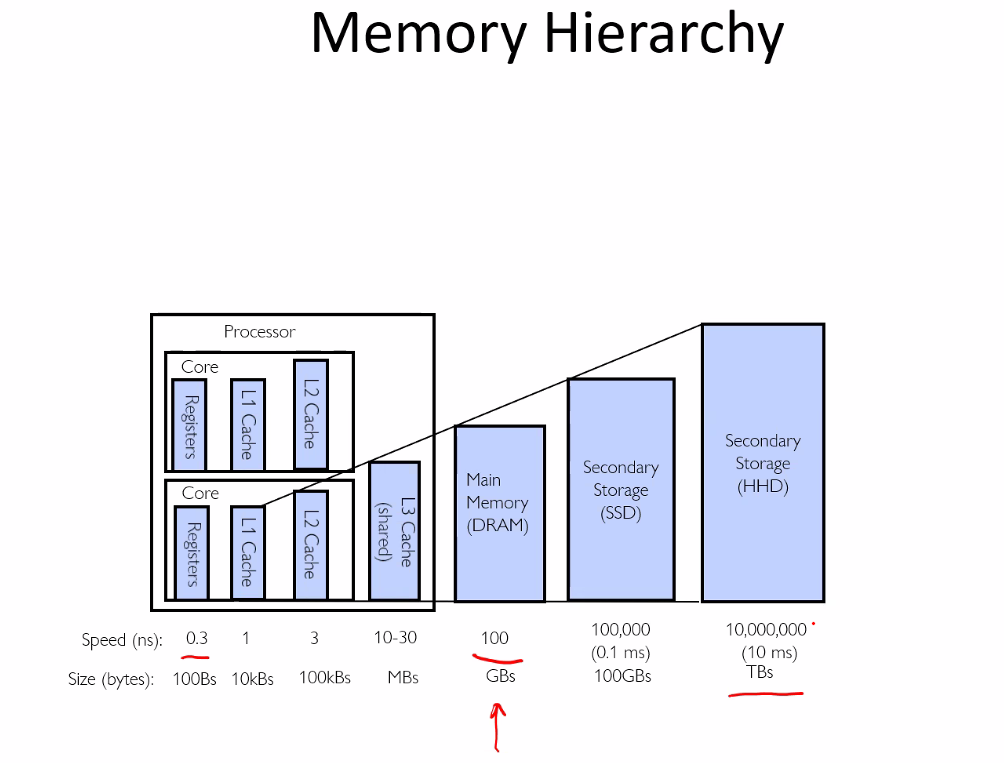 Memory Hierarchy
Processor
Core
Registers
L1 Cache
L2 Cache
Core
Registers
L1 Cache
L2 Cache
L3 Cache
(shared)
Main
Memory
(DRAM)
Secondary
Storage
(SSD)
Secondary
Storage
(HHD)
Speed (ns): 0.3 1 3 10-30 100 100,000 10,000,000
(0.1 ms) (10 ms)
Size (bytes): 100Bs 10kBs 100kBs MBs GBs 100GBs TBs